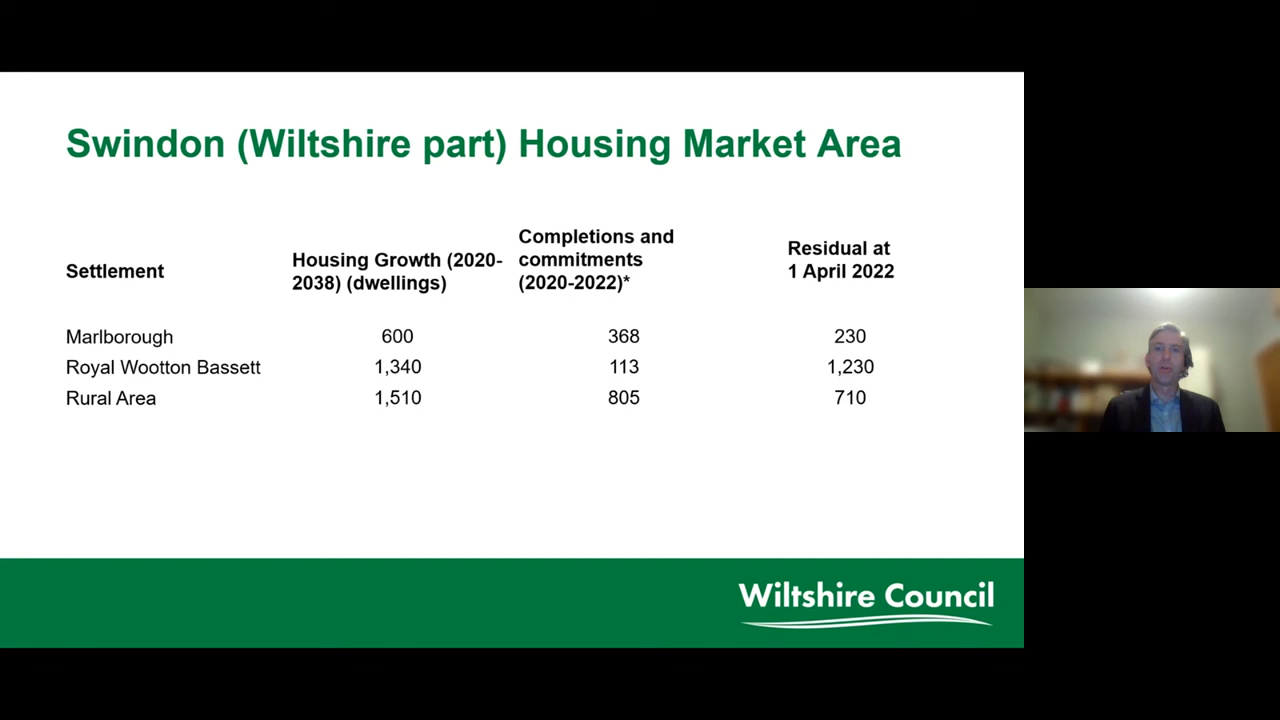 Swindon (Wiltshire part) Housing Market Area
Settlement
Housing Growth (2020-
2038) (dwellings)
Completions and
commitments
(2020-2022)*
Residual at
1 April 2022
Marlborough 600 368 230
Royal Wootton Bassett 1,340 113 1,230
Rural Area 1,510 805 710
Wiltshire Council